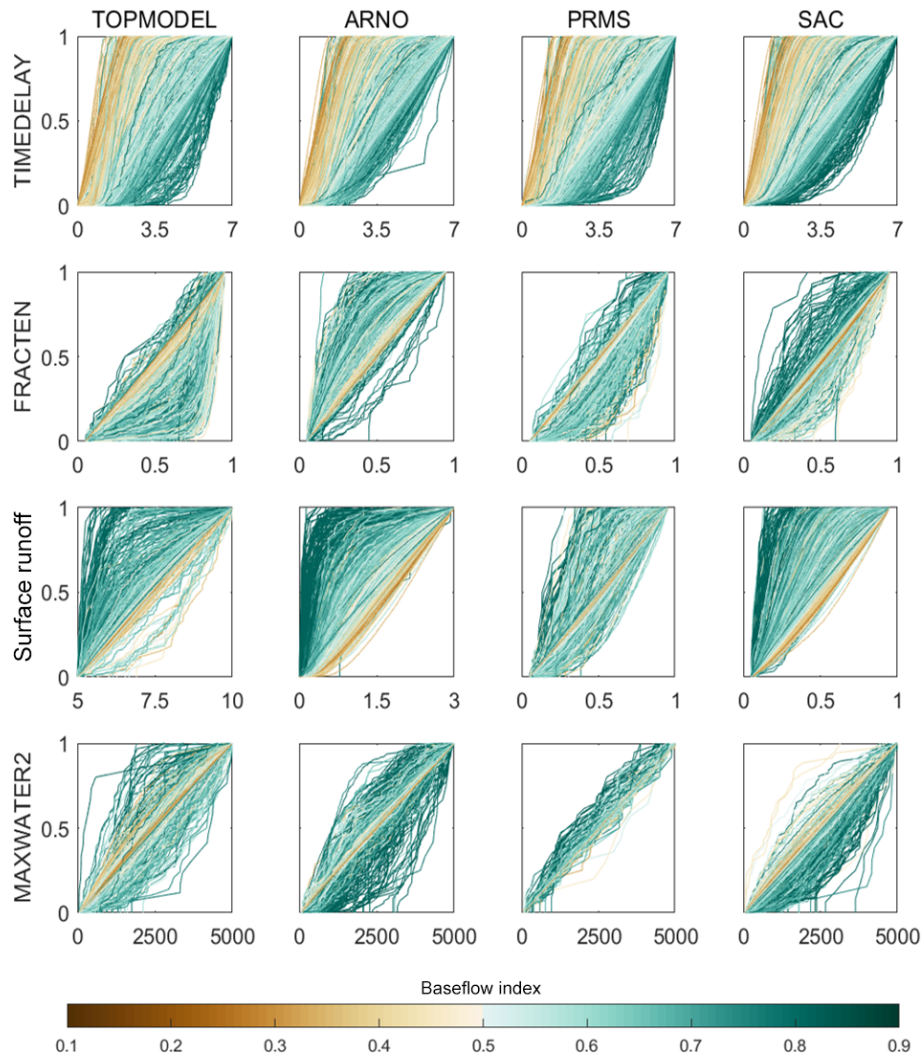 TOPMODEL ARNO PRMS SAC
TIMEDELAY
1
0.5
0
0 3.5 7 0 3.5 7 0 3.5 7 0 3.5 7
FRACTEN
1
0.5
0
0 0.5 1 0 0.5 1 0 0.5 1 0 0.5 1
Surface runoff
1
0.5
0
5 7.5 10 0 1.5 3 0 0.5 1 0 0.5 1
MAXWATER2
1
0.5
0
0 2500 5000 0 2500 5000 0 2500 5000 0 2500 5000
Baseflow index
0.1 0.2 0.3 0.4 0.5 0.6 0.7 0.8 0.9